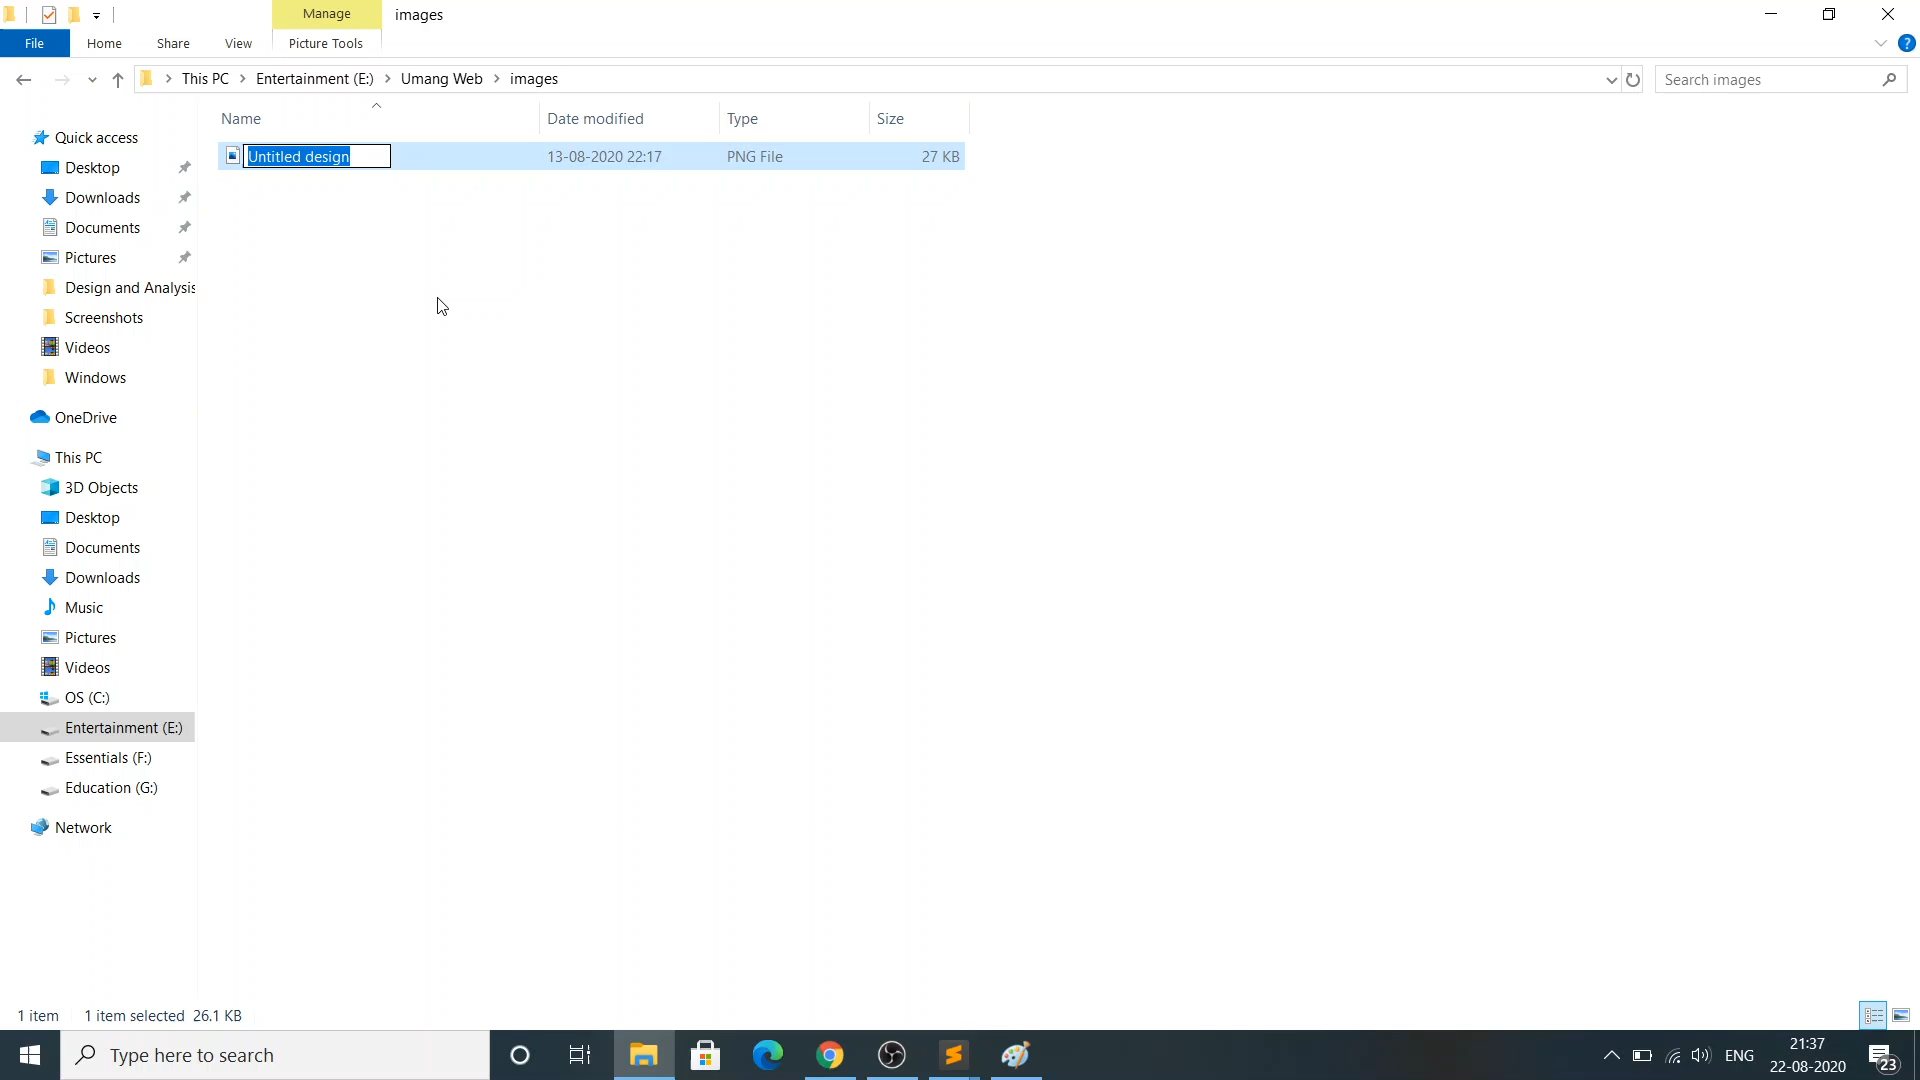 Manage
images
File
Home
Share
View
Picture Tools
This PC
Entertainment (E:)
Umang Web
images
Search images
Name
Date modified
Type
Size
Untitled design
13-08-2020 22:17
PNG File
27 KB
Quick access
Desktop
Downloads
Documents
Pictures
Design and Analysis
Screenshots
Videos
Windows
OneDrive
This PC
3D Objects
Desktop
Documents
Downloads
Music
Pictures
Videos
OS (C:)
Entertainment (E:)
Essentials (F:)
Education (G:)
Network
1 item
1 item selected 26.1 KB
Type here to search
ENG
21:37
22-08-2020
23